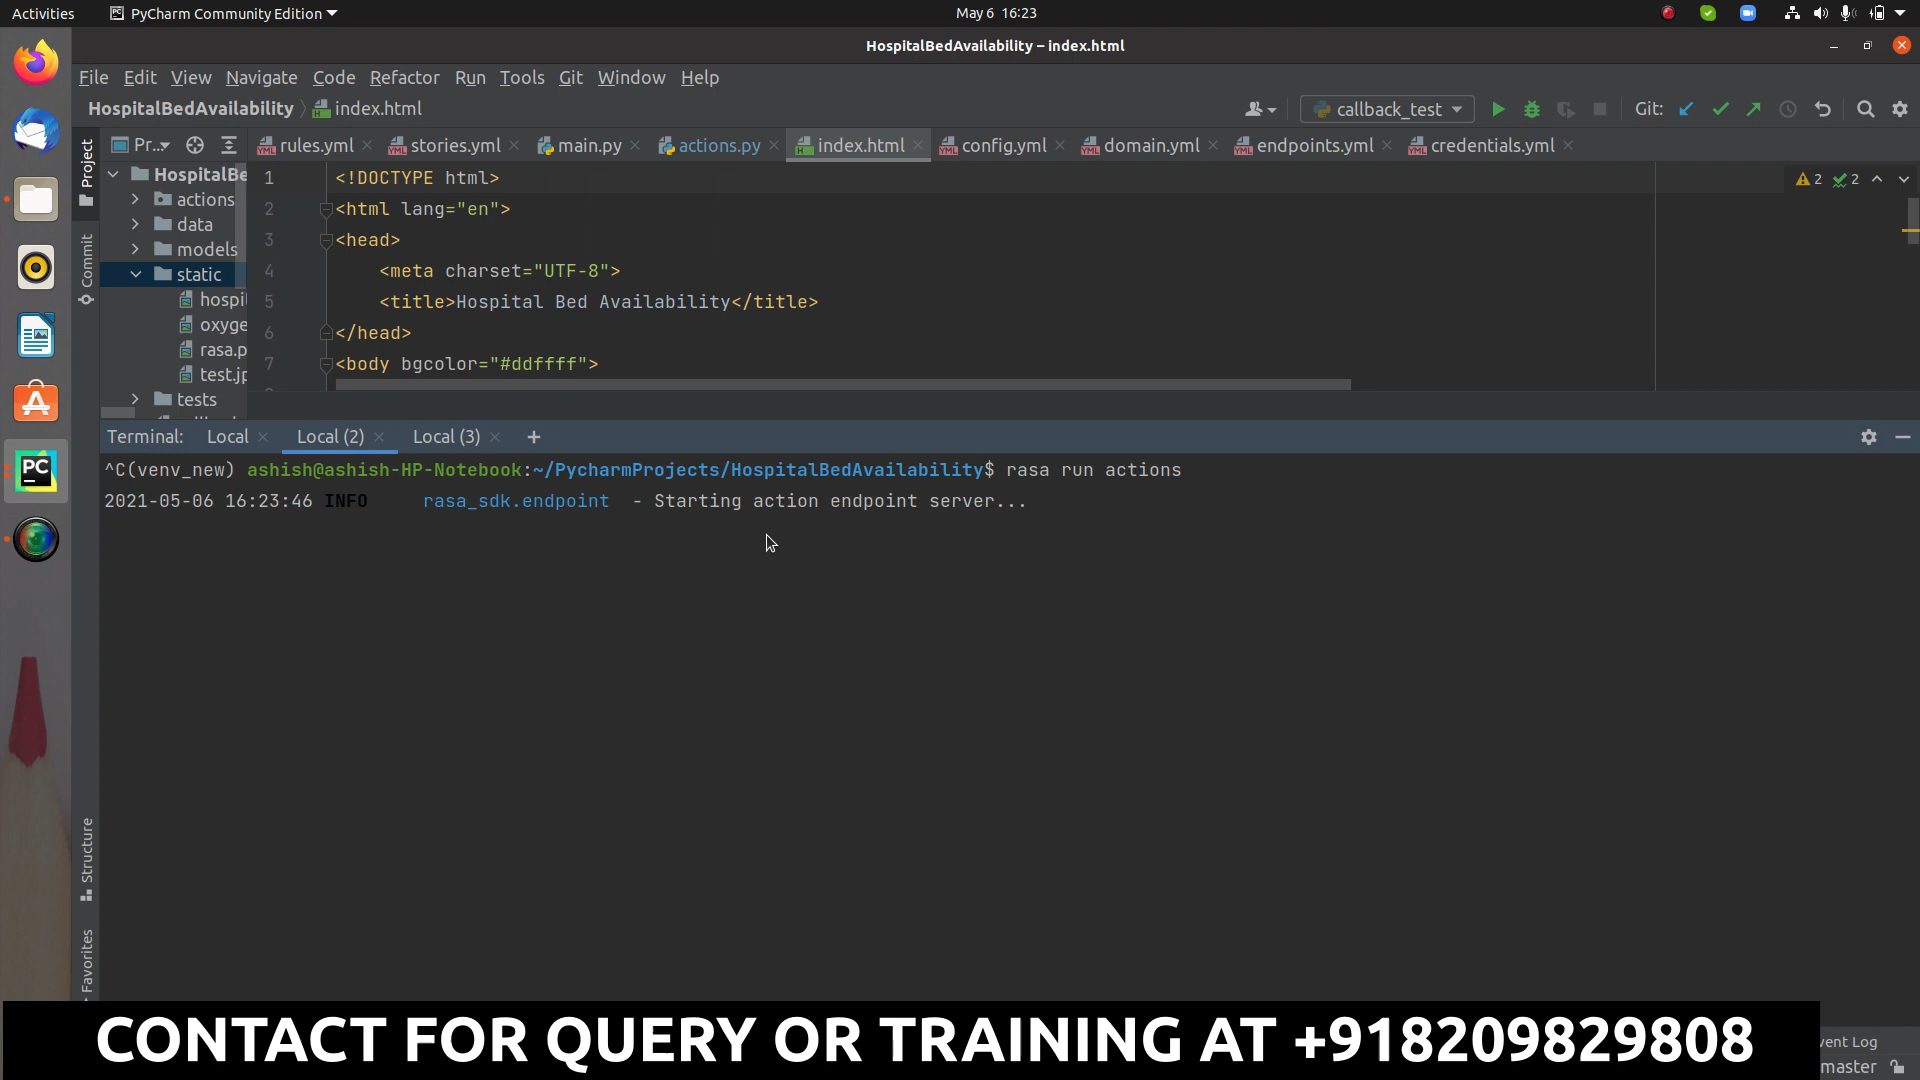 Activities PyCharm Community Edition May 6 16:23
HospitalBedAvailability – index.html
File Edit View Navigate Code Refactor Run Tools Git Window Help
HospitalBedAvailability index.html callback_test Git:
Project
Pr... rules.yml stories.yml main.py actions.py index.html config.yml domain.yml endpoints.yml credentials.yml
HospitalBe
actions
data
models
static
hospi
oxyge
rasa.p
test.jp
tests
Commit
1 <!DOCTYPE html>
2 <html lang="en">
3 <head>
4 <meta charset="UTF-8">
5 <title>Hospital Bed Availability</title>
6 </head>
7 <body bgcolor="#ddffff">
2 2
Terminal: Local Local (2) Local (3) +
^C(venv_new) ashish@ashish-HP-Notebook:~/PycharmProjects/HospitalBedAvailability$ rasa run actions
2021-05-06 16:23:46 INFO rasa_sdk.endpoint - Starting action endpoint server...
Structure
Favorites
CONTACT FOR QUERY OR TRAINING AT +918209829808
vent Log
master